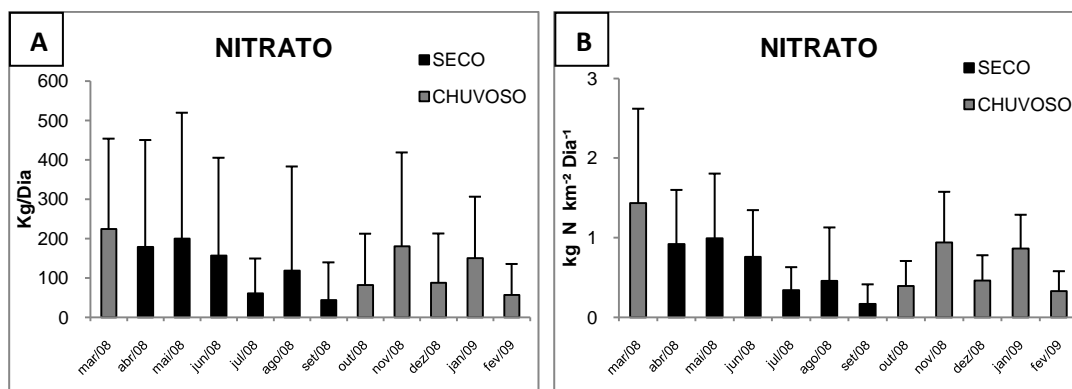 A
NITRATO
SECO
CHUVOSO
600
500
400
300
200
100
0
Kg/Dia
mar/08
abr/08
mai/08
jun/08
jul/08
ago/08
set/08
out/08
nov/08
dez/08
jan/09
fev/09
B
NITRATO
SECO
CHUVOSO
3
2
1
0
kg N km⁻² Dia⁻¹
mar/08
abr/08
mai/08
jun/08
jul/08
ago/08
set/08
out/08
nov/08
dez/08
jan/09
fev/09